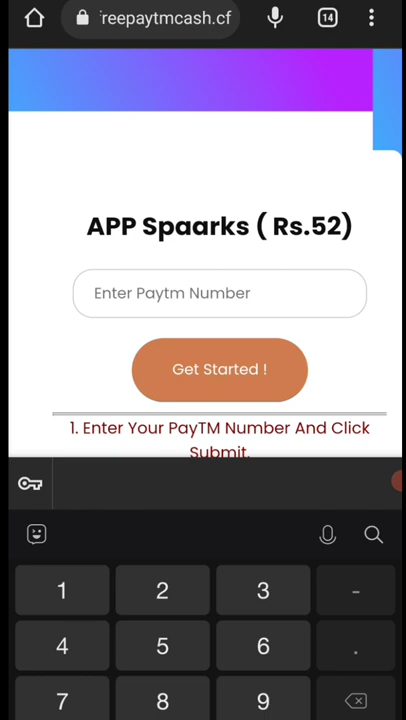 reepaytmcash.cf
14
APP Spaarks ( Rs.52)
Enter Paytm Number
Get Started !
1. Enter Your PayTM Number And Click
Submit.
1 2 3 -
4 5 6 .
7 8 9